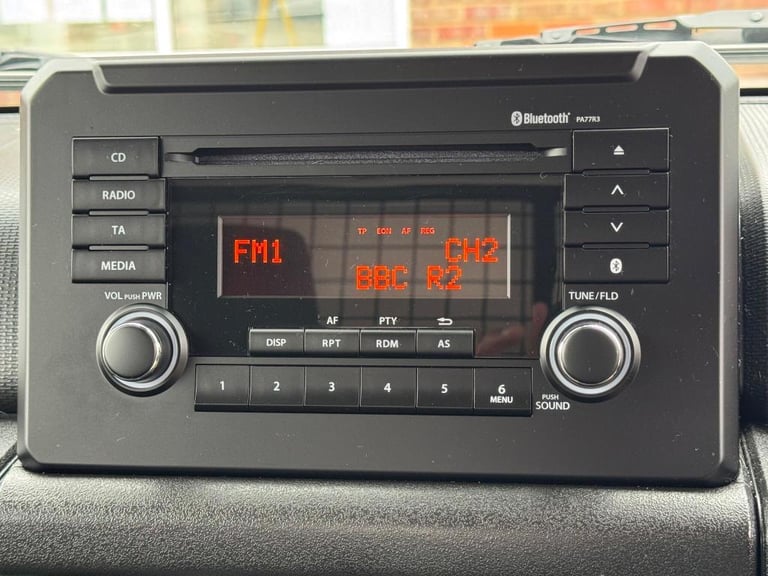 Bluetooth PA77R3
CD
RADIO
TA
MEDIA
TP EON AF REG
FM1 CH2
BBC R2
VOL PUSH PWR
TUNE/FLD
AF PTY
DISP RPT RDM AS
1 2 3 4 5 6
MENU
PUSH
SOUND